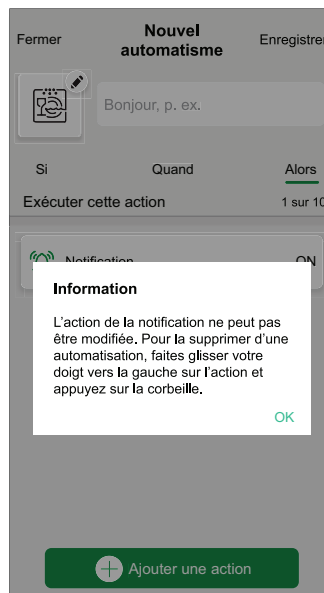 Fermer
Nouvel
automatisme
Enregistrer
Bonjour, p. ex.
Si
Quand
Alors
Exécuter cette action
1 sur 10
Notification
ON
Information
L'action de la notification ne peut pas
être modifiée. Pour la supprimer d'une
automatisation, faites glisser votre
doigt vers la gauche sur l'action et
appuyez sur la corbeille.
OK
Ajouter une action